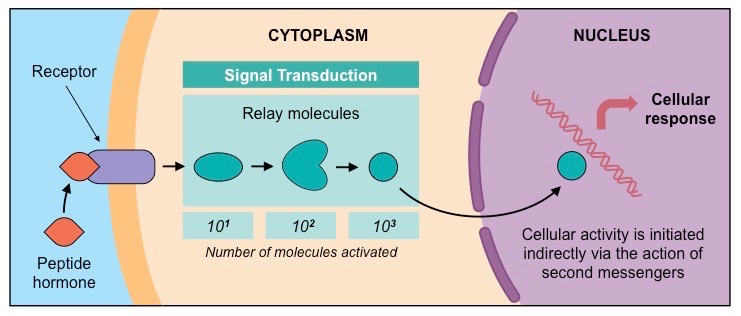 CYTOPLASM
NUCLEUS
Receptor
Signal Transduction
Relay molecules
Cellular
response
10¹
10²
10³
Number of molecules activated
Peptide
hormone
Cellular activity is initiated
indirectly via the action of
second messengers